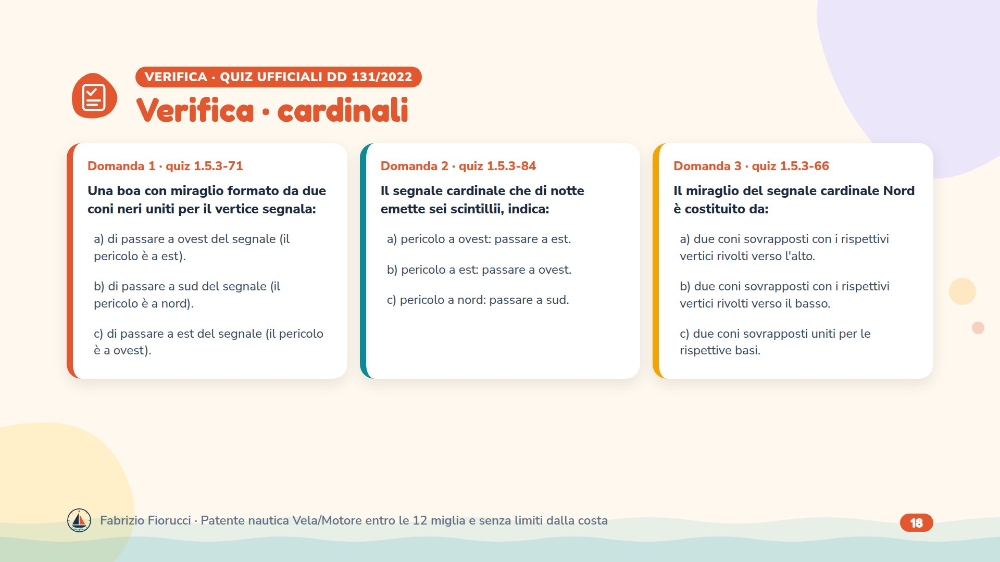 VERIFICA · QUIZ UFFICIALI DD 131/2022
Verifica · cardinali
Domanda 1 · quiz 1.5.3-71
Una boa con miraglio formato da due
coni neri uniti per il vertice segnala:
a) di passare a ovest del segnale (il
pericolo è a est).
b) di passare a sud del segnale (il
pericolo è a nord).
c) di passare a est del segnale (il pericolo
è a ovest).
Domanda 2 · quiz 1.5.3-84
Il segnale cardinale che di notte
emette sei scintillii, indica:
a) pericolo a ovest: passare a est.
b) pericolo a est: passare a ovest.
c) pericolo a nord: passare a sud.
Domanda 3 · quiz 1.5.3-66
Il miraglio del segnale cardinale Nord
è costituito da:
a) due coni sovrapposti con i rispettivi
vertici rivolti verso l'alto.
b) due coni sovrapposti con i rispettivi
vertici rivolti verso il basso.
c) due coni sovrapposti uniti per le
rispettive basi.
Fabrizio Fiorucci · Patente nautica Vela/Motore entro le 12 miglia e senza limiti dalla costa
18